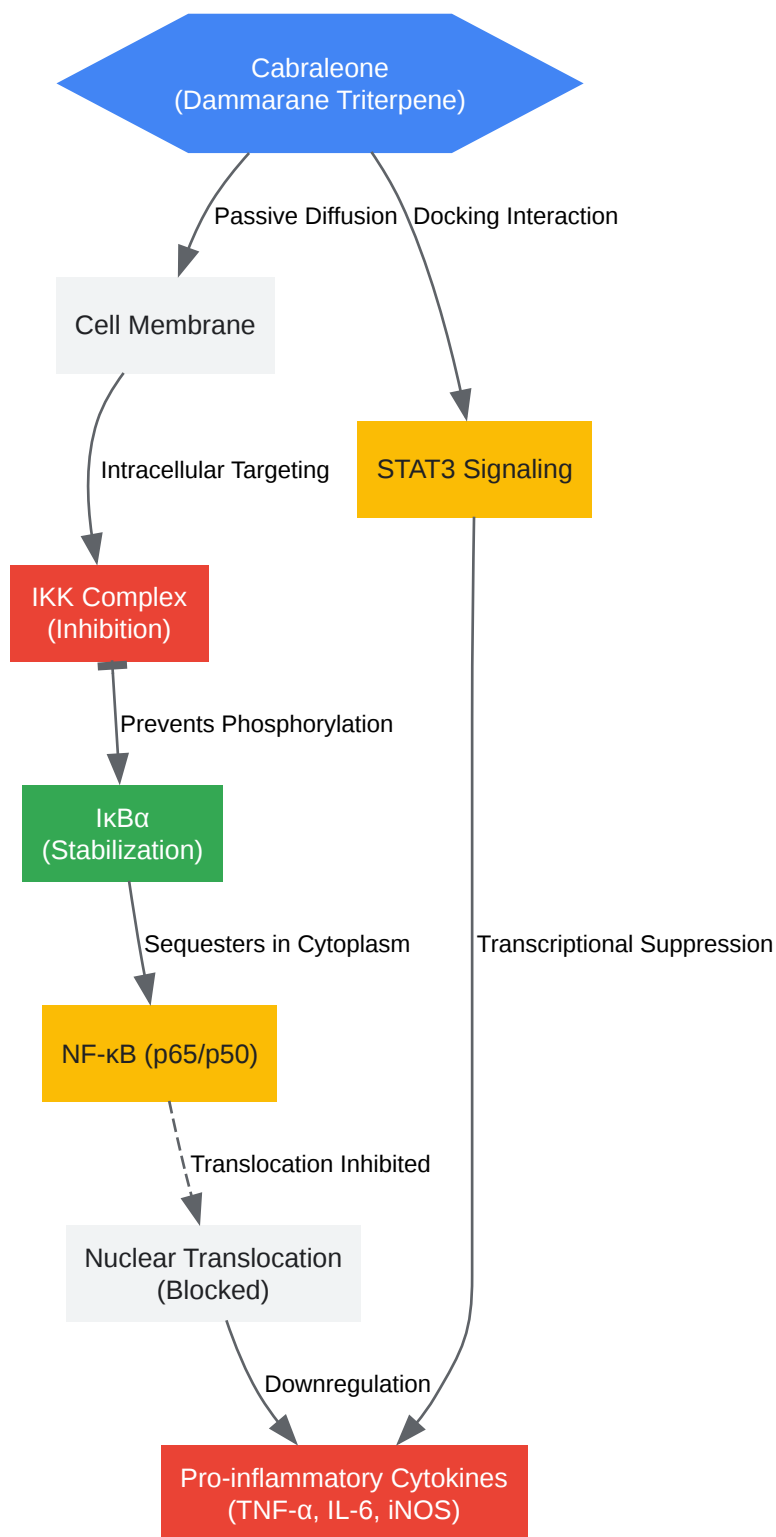 Cabraleone
(Dammarane Triterpene)
Passive Diffusion
Docking Interaction
Cell Membrane
STAT3 Signaling
Intracellular Targeting
IKK Complex
(Inhibition)
Prevents Phosphorylation
IκBα
(Stabilization)
Sequesters in Cytoplasm
Transcriptional Suppression
NF-κB (p65/p50)
Translocation Inhibited
Nuclear Translocation
(Blocked)
Downregulation
Pro-inflammatory Cytokines
(TNF-α, IL-6, iNOS)